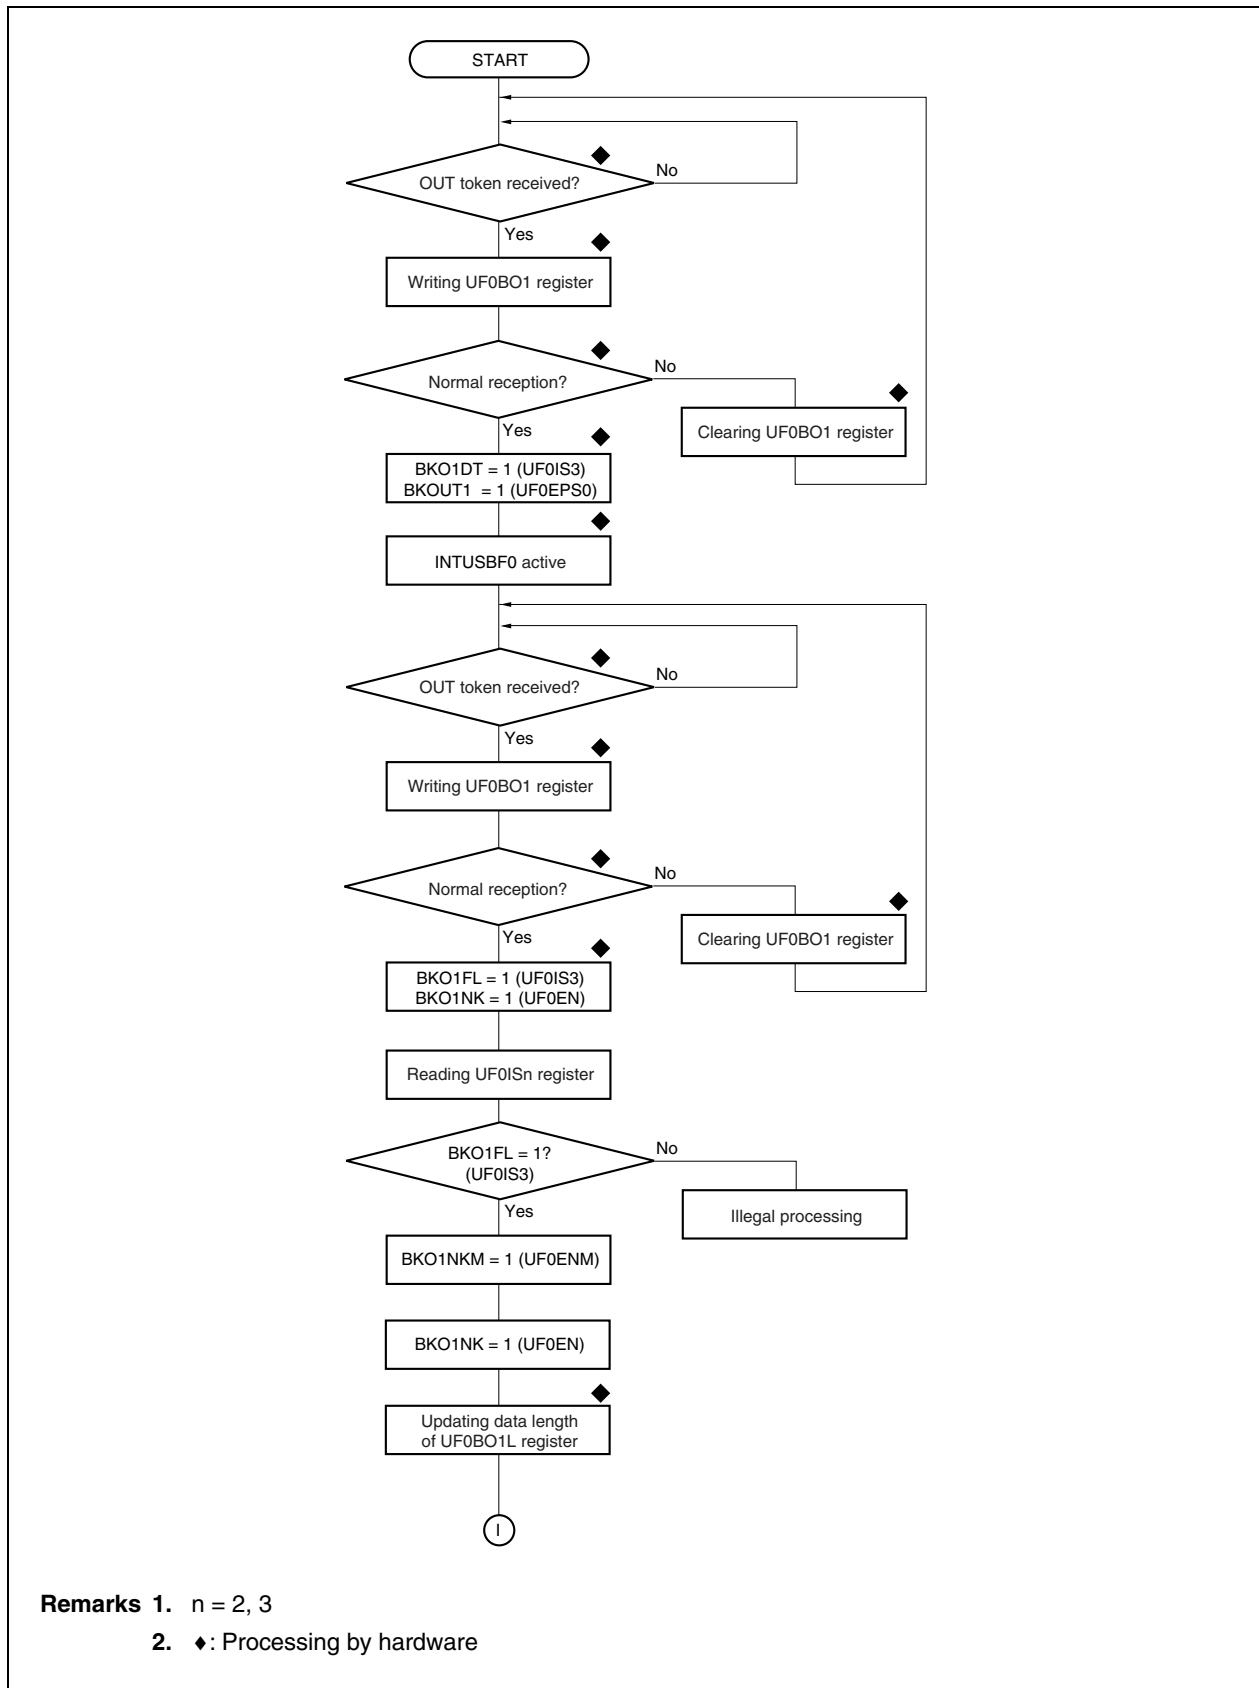 START
OUT token received?
No
Yes
Writing UF0BO1 register
Normal reception?
No
Clearing UF0BO1 register
Yes
BKO1DT = 1 (UF0IS3)
BKOUT1 = 1 (UF0EPS0)
INTUSBF0 active
OUT token received?
No
Yes
Writing UF0BO1 register
Normal reception?
No
Clearing UF0BO1 register
Yes
BKO1FL = 1 (UF0IS3)
BKO1NK = 1 (UF0EN)
Reading UF0ISn register
BKO1FL = 1?
(UF0IS3)
No
Illegal processing
Yes
BKO1NKM = 1 (UF0ENM)
BKO1NK = 1 (UF0EN)
Updating data length
of UF0BO1L register
I
Remarks 1. n = 2, 3
2. ♦: Processing by hardware